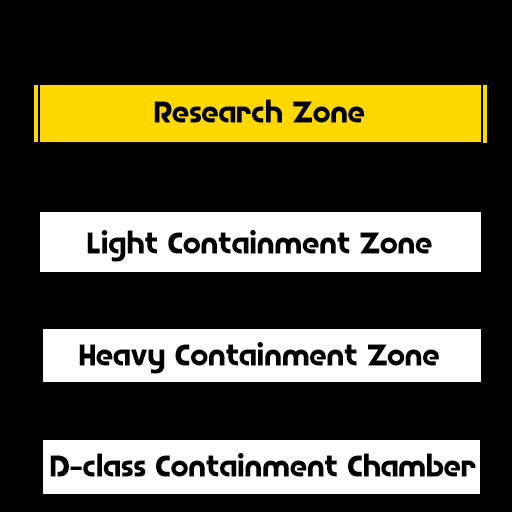 Research Zone
Light Containment Zone
Heavy Containment Zone
D-class Containment Chamber